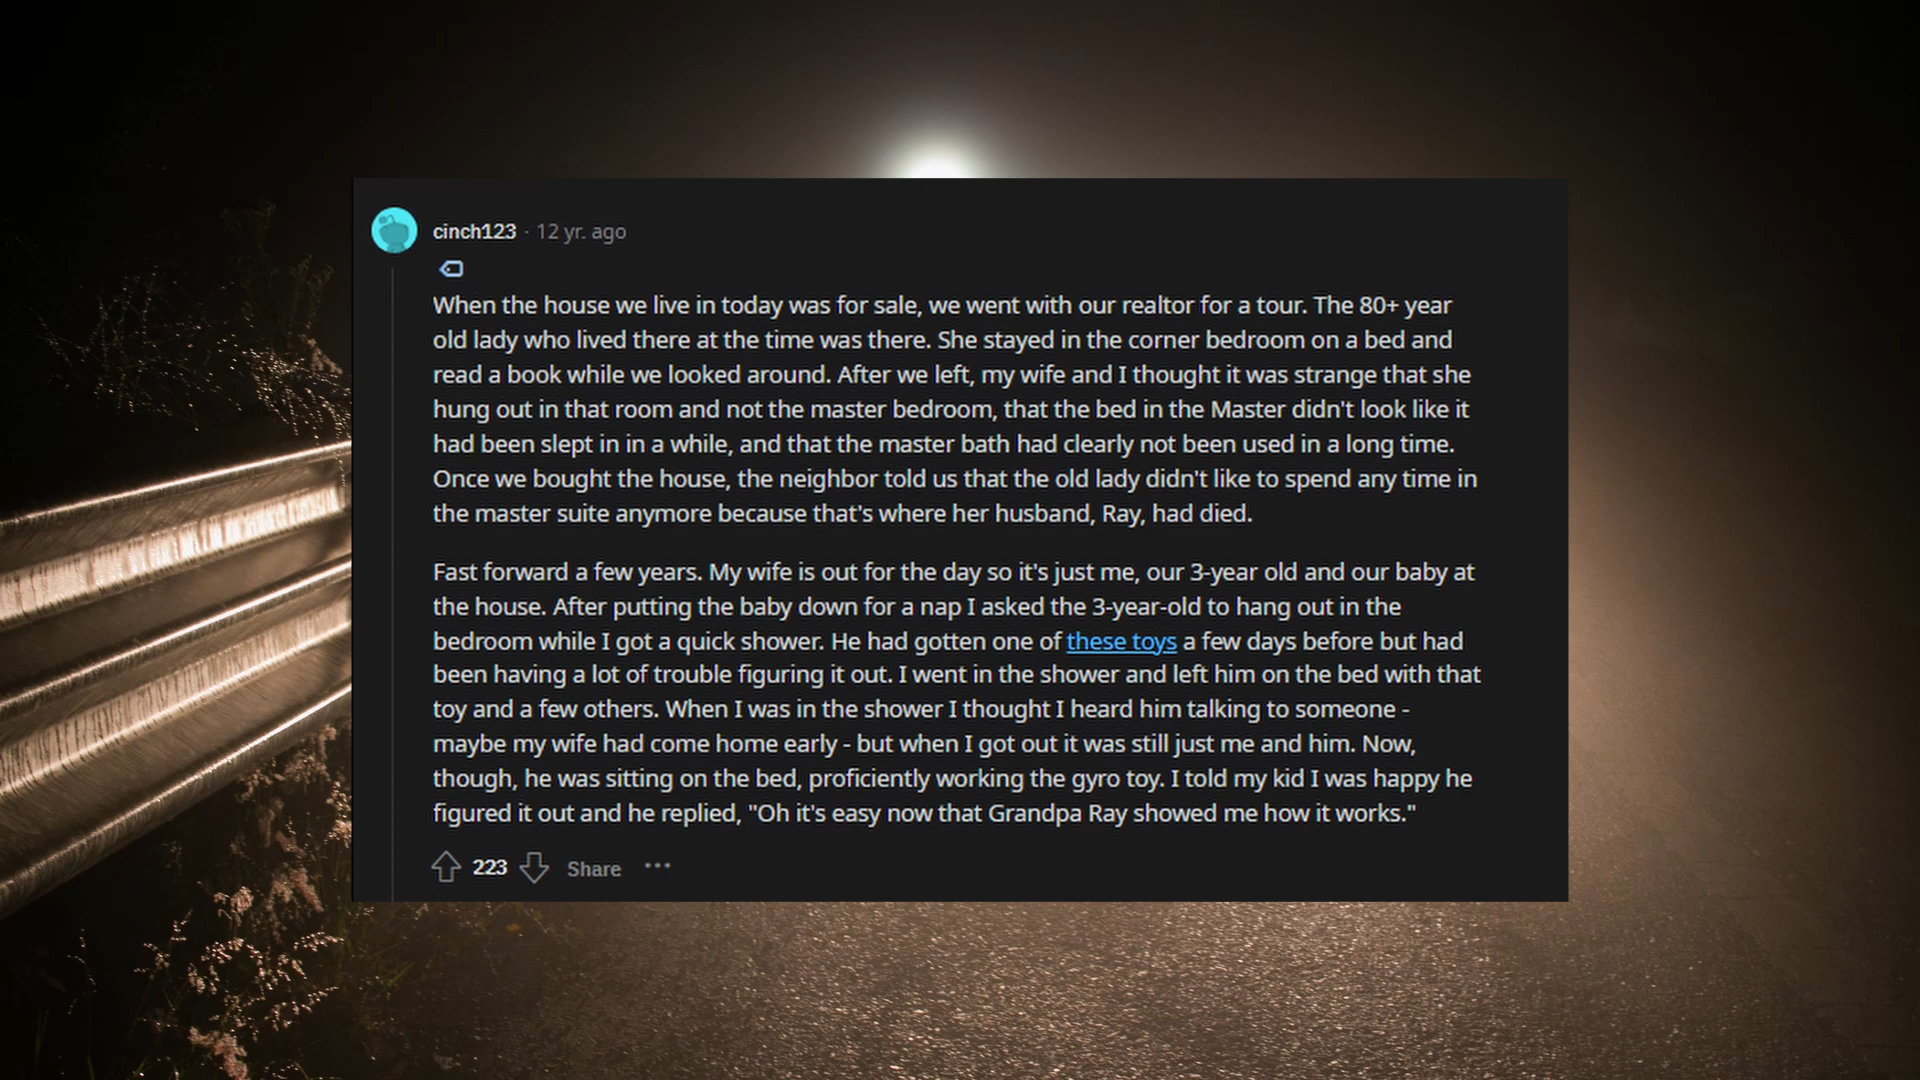 cinch123 · 12 yr. ago
When the house we live in today was for sale, we went with our realtor for a tour. The 80+ year
old lady who lived there at the time was there. She stayed in the corner bedroom on a bed and
read a book while we looked around. After we left, my wife and I thought it was strange that she
hung out in that room and not the master bedroom, that the bed in the Master didn't look like it
had been slept in in a while, and that the master bath had clearly not been used in a long time.
Once we bought the house, the neighbor told us that the old lady didn't like to spend any time in
the master suite anymore because that's where her husband, Ray, had died.
Fast forward a few years. My wife is out for the day so it's just me, our 3-year old and our baby at
the house. After putting the baby down for a nap I asked the 3-year-old to hang out in the
bedroom while I got a quick shower. He had gotten one of these toys a few days before but had
been having a lot of trouble figuring it out. I went in the shower and left him on the bed with that
toy and a few others. When I was in the shower I thought I heard him talking to someone -
maybe my wife had come home early - but when I got out it was still just me and him. Now,
though, he was sitting on the bed, proficiently working the gyro toy. I told my kid I was happy he
figured it out and he replied, "Oh it's easy now that Grandpa Ray showed me how it works."
223 Share ···